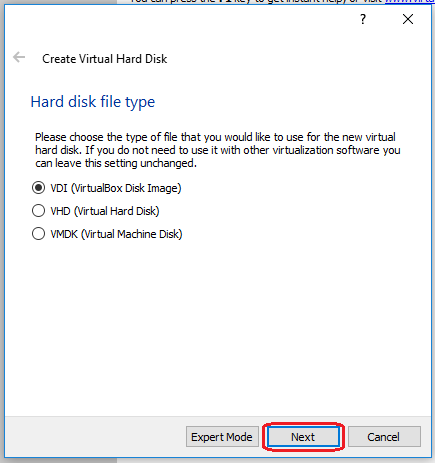 You can press the F1 key to get instant help, or visit www.virtu
?
Create Virtual Hard Disk
Hard disk file type
Please choose the type of file that you would like to use for the new virtual
hard disk. If you do not need to use it with other virtualization software you
can leave this setting unchanged.
VDI (VirtualBox Disk Image)
VHD (Virtual Hard Disk)
VMDK (Virtual Machine Disk)
Expert Mode Next Cancel